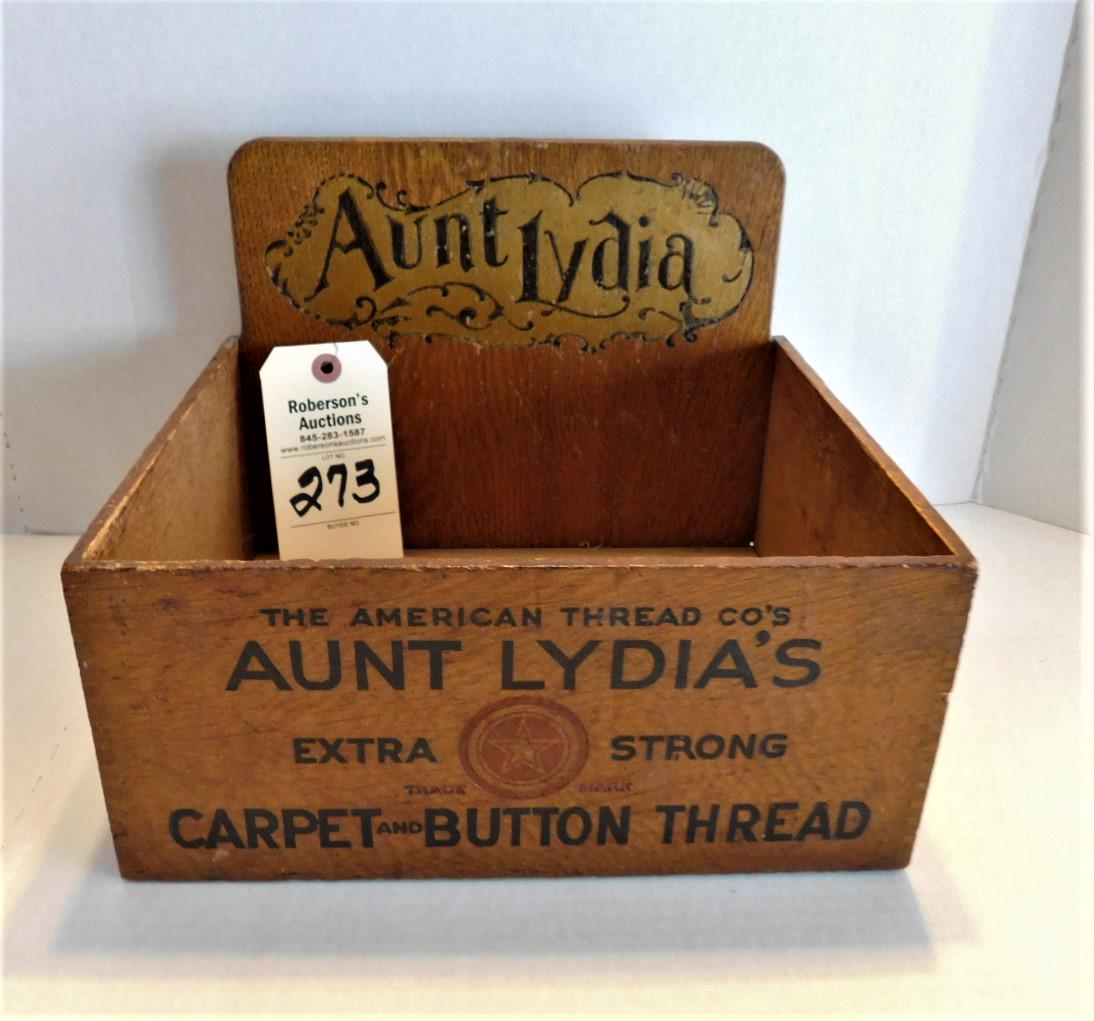 Aunt Lydia
Roberson's
Auctions
845-283-1587
www.robersonsauctions.com
LOT NO.
273
BUYER NO.
THE AMERICAN THREAD CO'S
AUNT LYDIA'S
EXTRA STRONG
TRADE MARK
CARPET AND BUTTON THREAD